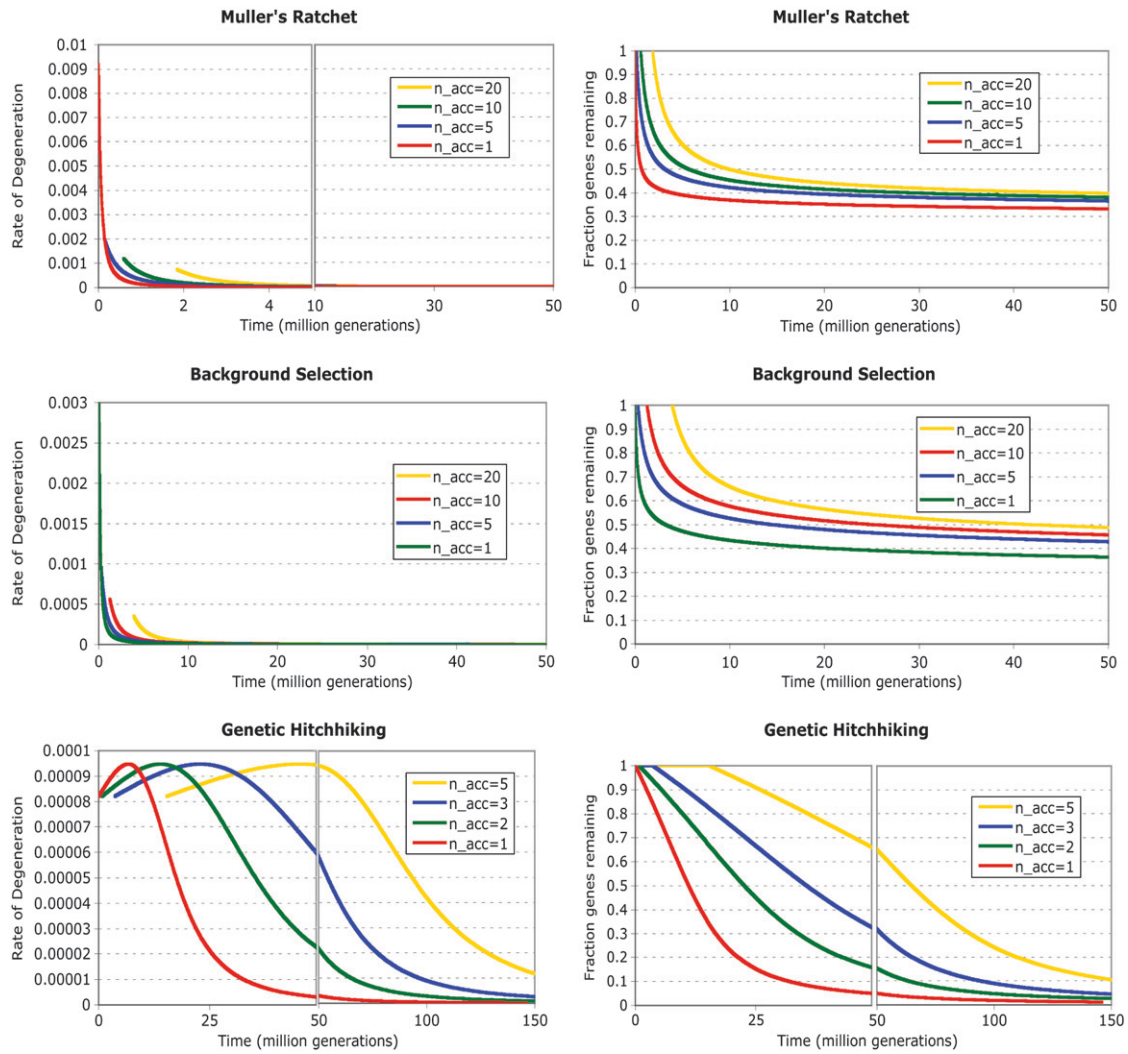 Muller's Ratchet
Rate of Degeneration
0.01
0.009
0.008
0.007
0.006
0.005
0.004
0.003
0.002
0.001
0
n_acc=20
n_acc=10
n_acc=5
n_acc=1
0 2 4 10 30 50
Time (million generations)
Muller's Ratchet
Fraction genes remaining
1
0.9
0.8
0.7
0.6
0.5
0.4
0.3
0.2
0.1
0
n_acc=20
n_acc=10
n_acc=5
n_acc=1
0 10 20 30 40 50
Time (million generations)
Background Selection
Rate of Degeneration
0.003
0.0025
0.002
0.0015
0.001
0.0005
0
n_acc=20
n_acc=10
n_acc=5
n_acc=1
0 10 20 30 40 50
Time (million generations)
Background Selection
Fraction genes remaining
1
0.9
0.8
0.7
0.6
0.5
0.4
0.3
0.2
0.1
0
n_acc=20
n_acc=10
n_acc=5
n_acc=1
0 10 20 30 40 50
Time (million generations)
Genetic Hitchhiking
Rate of Degeneration
0.0001
0.00009
0.00008
0.00007
0.00006
0.00005
0.00004
0.00003
0.00002
0.00001
0
n_acc=5
n_acc=3
n_acc=2
n_acc=1
0 25 50 100 150
Time (million generations)
Genetic Hitchhiking
Fraction genes remaining
1
0.9
0.8
0.7
0.6
0.5
0.4
0.3
0.2
0.1
0
n_acc=5
n_acc=3
n_acc=2
n_acc=1
0 25 50 100 150
Time (million generations)